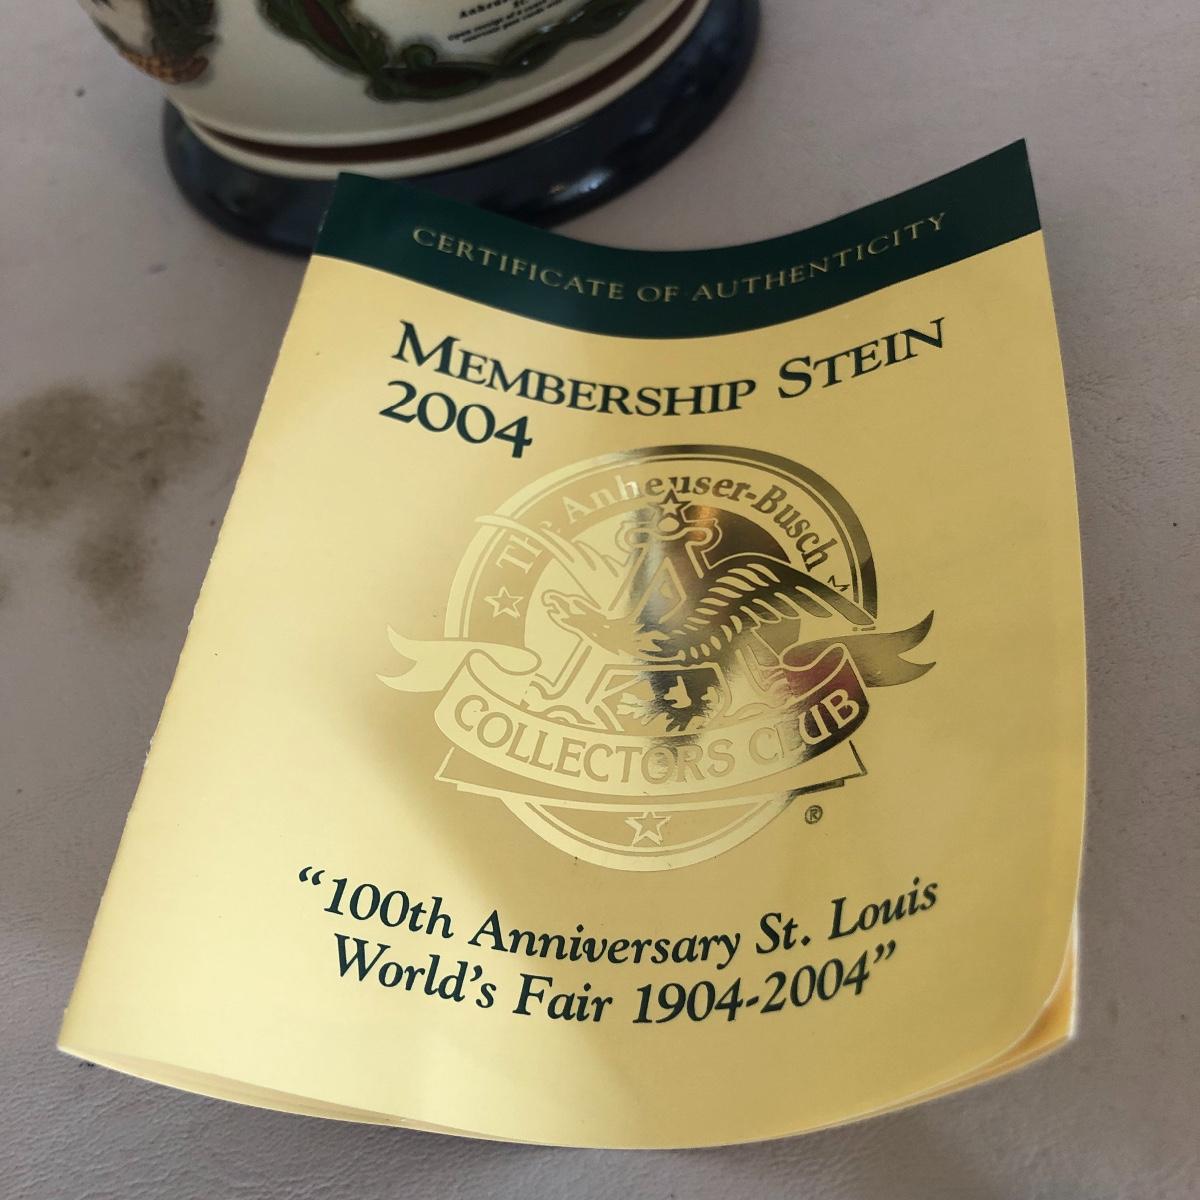 CERTIFICATE OF AUTHENTICITY
MEMBERSHIP STEIN
2004
The Anheuser-Busch
COLLECTORS CLUB
®
"100th Anniversary St. Louis
World's Fair 1904-2004"